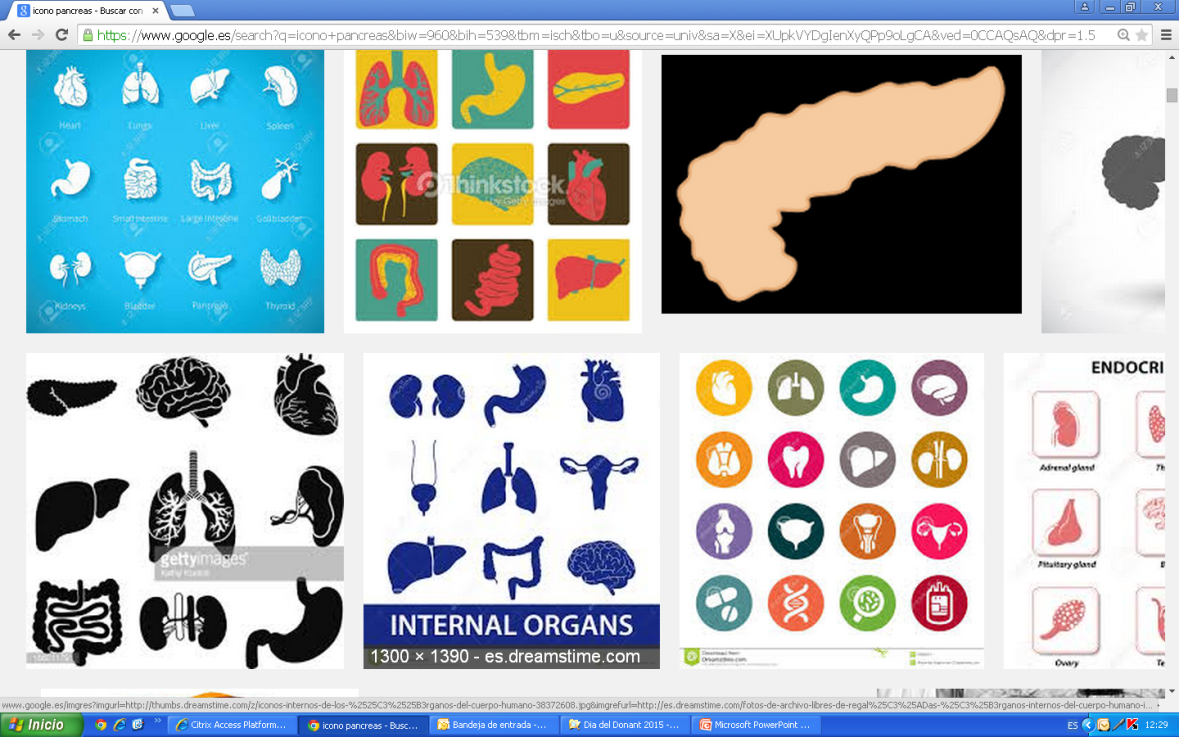 icono pancreas - Buscar con
https://www.google.es/search?q=icono+pancreas&biw=960&bih=539&tbm=isch&tbo=u&source=univ&sa=X&ei=XUpkVYDgIenXyQPp9oLgCA&ved=0CCAQsAQ&dpr=1.5
Heart Lungs Liver Spleen
Stomach Small Intestine Large Intestine Gallbladder
Kidneys Bladder Pancreas Thyroid
Thinkstock
by Getty Images
gettyimages
INTERNAL ORGANS
1300 × 1390 - es.dreamstime.com
Dreamstime.com
ENDOCRI
Adrenal gland Th
Pituitary gland
Ovary Te
www.google.es/imgres?imgurl=http://thumbs.dreamstime.com/z/iconos-internos-de-los-%2525C3%2525B3rganos-del-cuerpo-humano-38372608.jpg&imgrefurl=http://es.dreamstime.com/fotos-de-archivo-libres-de-regal%25C3%25ADas-%25C3%25B3rganos-internos-del-cuerpo-humano-i...
Inicio
Citrix Access Platform...
icono pancreas - Busc...
Bandeja de entrada -...
Dia del Donant 2015 -...
Microsoft PowerPoint ...
ES
12:29